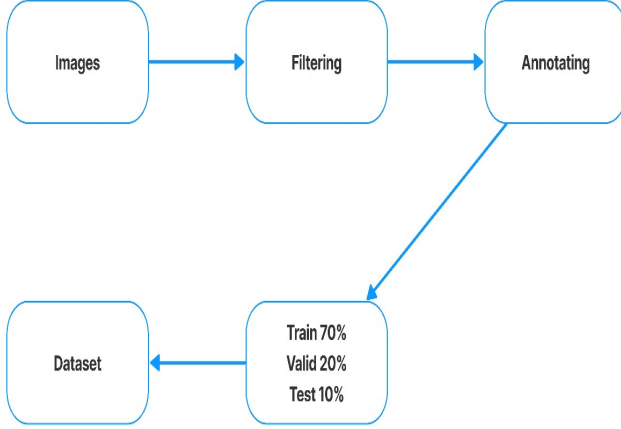 Images
Filtering
Annotating
Train 70%
Valid 20%
Test 10%
Dataset